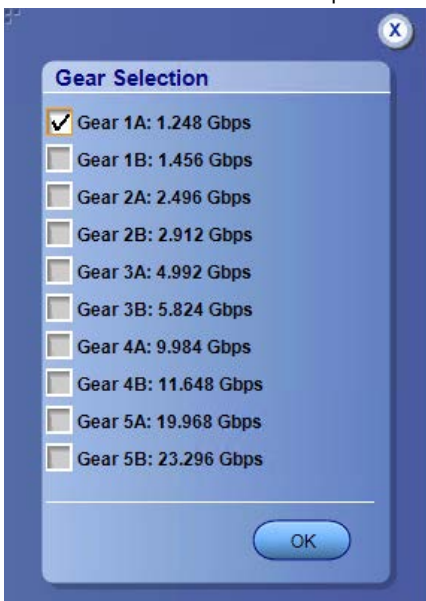 X
Gear Selection
Gear 1A: 1.248 Gbps
Gear 1B: 1.456 Gbps
Gear 2A: 2.496 Gbps
Gear 2B: 2.912 Gbps
Gear 3A: 4.992 Gbps
Gear 3B: 5.824 Gbps
Gear 4A: 9.984 Gbps
Gear 4B: 11.648 Gbps
Gear 5A: 19.968 Gbps
Gear 5B: 23.296 Gbps
OK